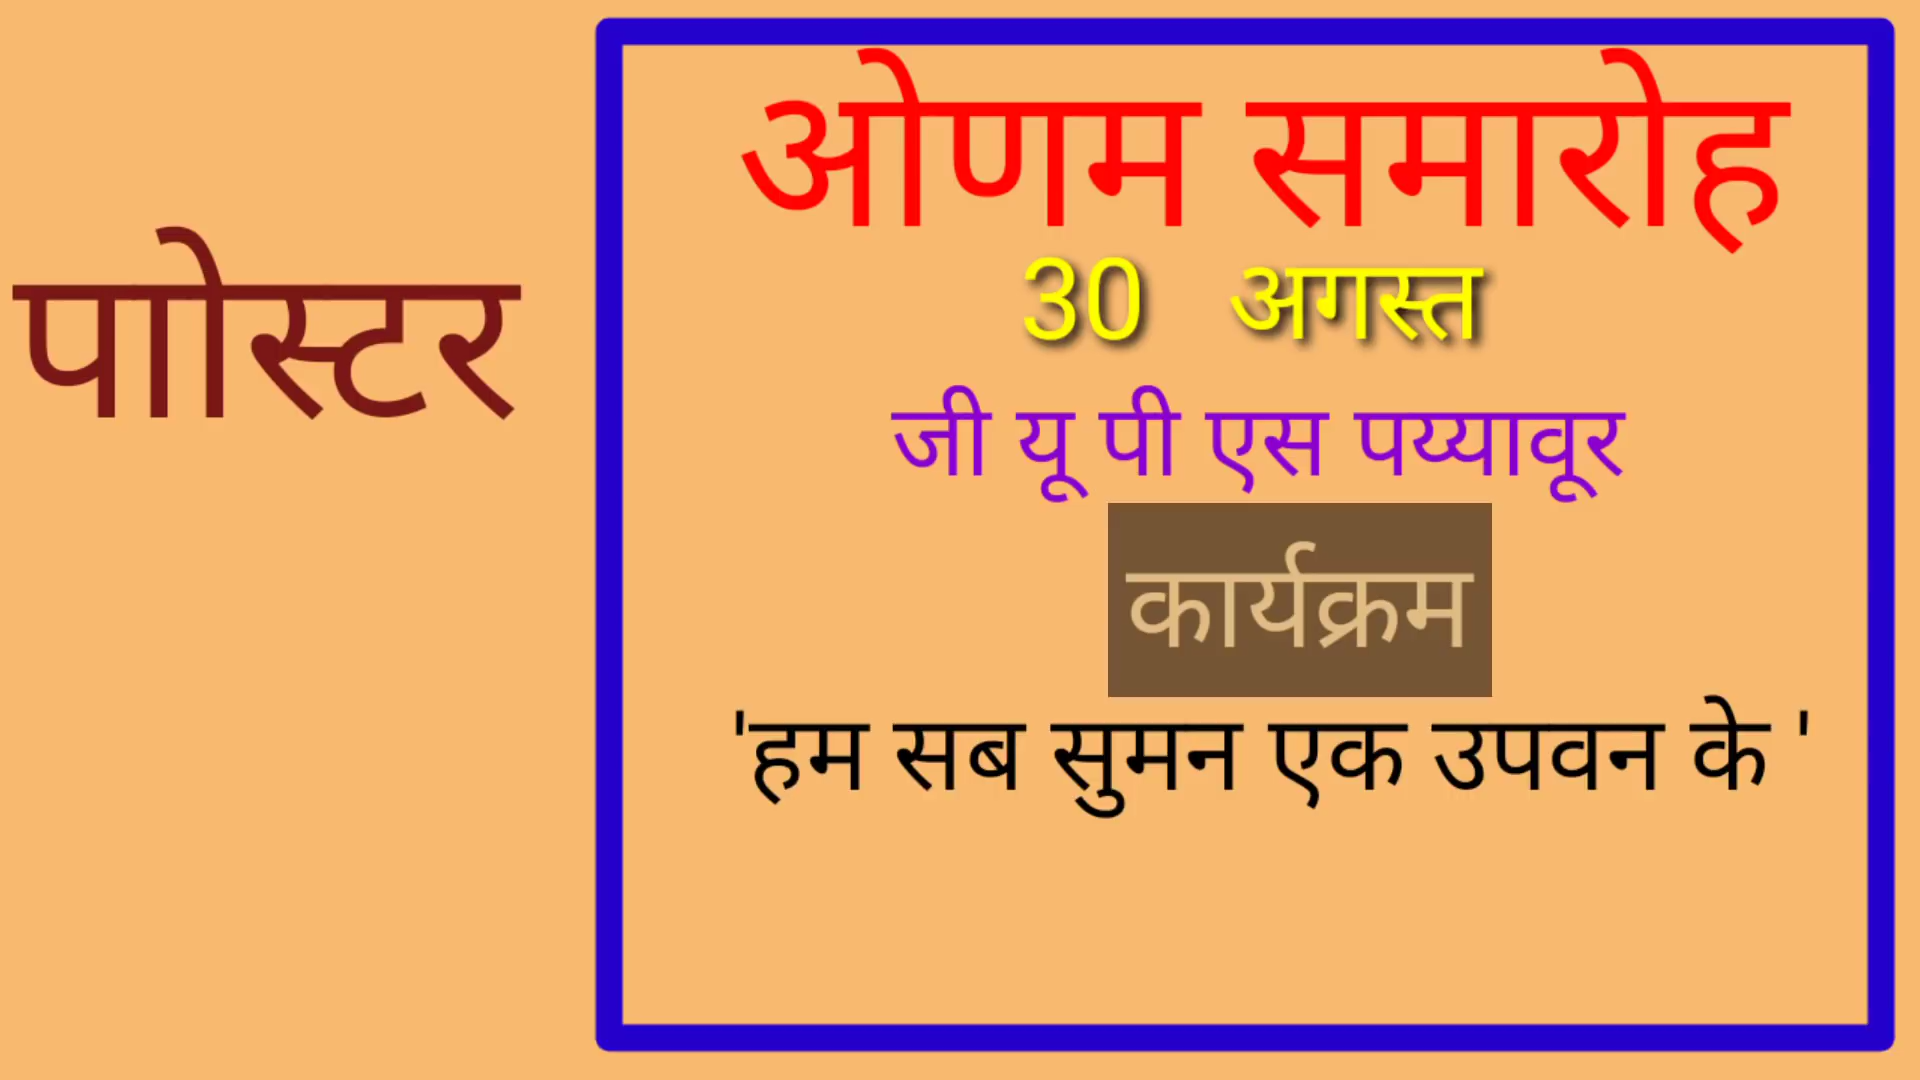 पाोस्टर
ओणम समारोह
30 अगस्त
जी यू पी एस पय्यावूर
कार्यक्रम
'हम सब सुमन एक उपवन के '